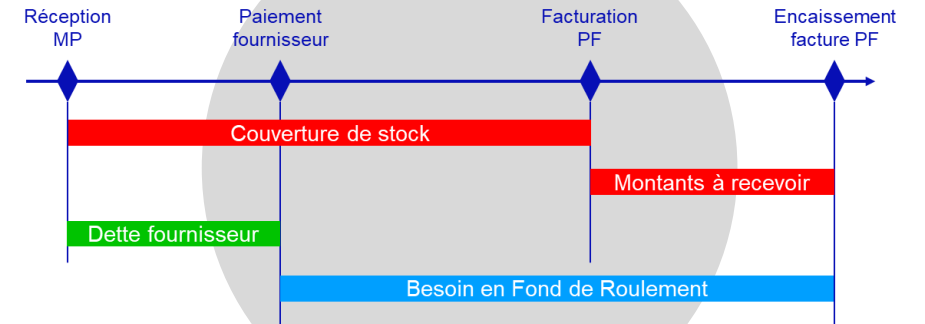 Réception
MP
Paiement
fournisseur
Facturation
PF
Encaissement
facture PF
Couverture de stock
Montants à recevoir
Dette fournisseur
Besoin en Fond de Roulement